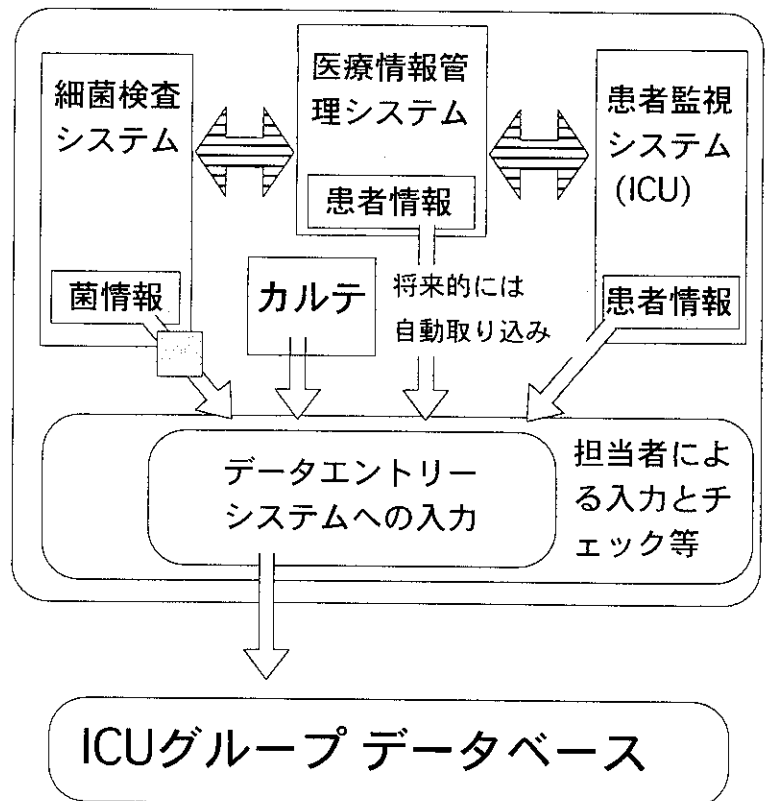 細菌検査
システム
医療情報管
理システム
患者情報
患者監視
システム
(ICU)
菌情報
カルテ
将来的には
自動取り込み
患者情報
データエントリー
システムへの入力
担当者によ
る入力とチ
ェック等
ICUグループ データベース